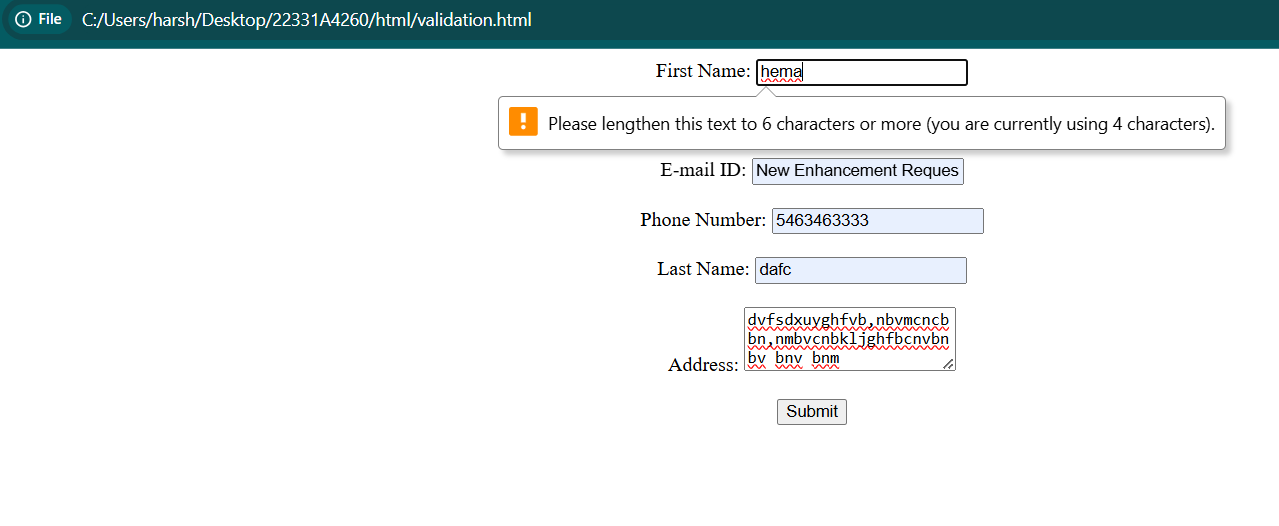 File C:/Users/harsh/Desktop/22331A4260/html/validation.html
First Name: hema
Please lengthen this text to 6 characters or more (you are currently using 4 characters).
E-mail ID: New Enhancement Reques
Phone Number: 5463463333
Last Name: dafc
dvfsdxuyghfvb,nbvmcncb
bn,nmbvcnbkljghfbcnvbn
Address: bv bnv bnm
Submit